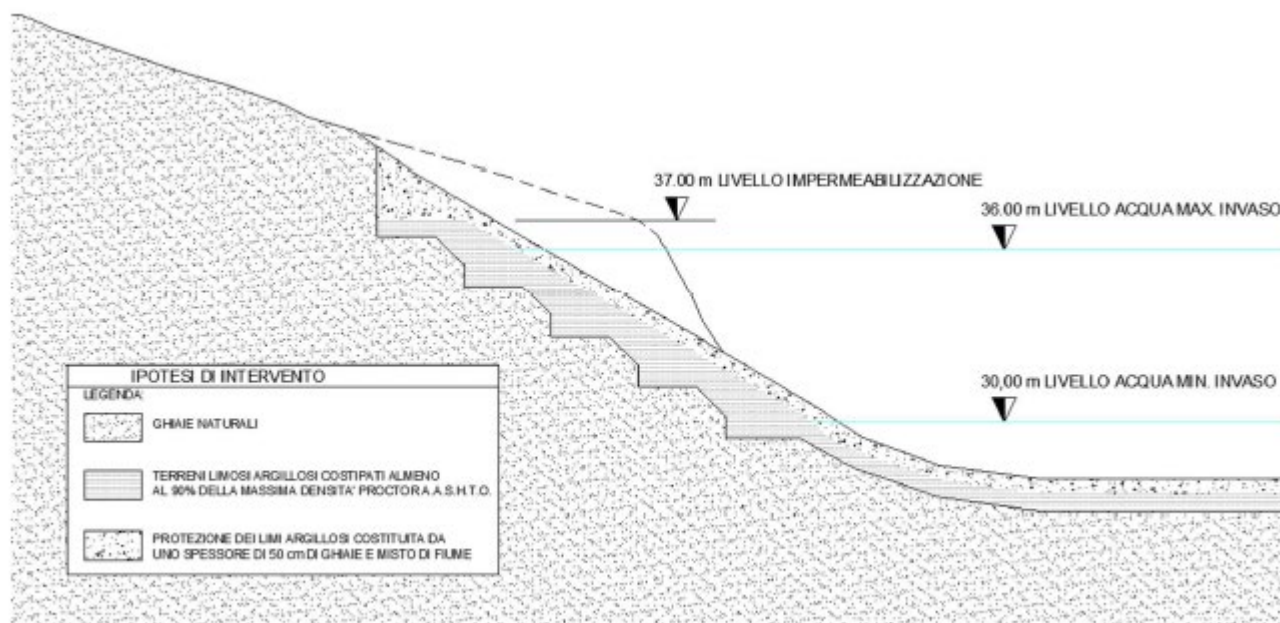 37.00 m LIVELLO IMPERMEABILIZZAZIONE
36.00 m LIVELLO ACQUA MAX. INVASO
30,00 m LIVELLO ACQUA MIN. INVASO
IPOTESI DI INTERVENTO
LEGENDA:
GHIAIE NATURALI
TERRENI LIMOSI ARGILLOSI COSTIPATI ALMENO
AL 90% DELLA MASSIMA DENSITA' PROCTOR A.A.S.H.T.O.
PROTEZIONE DEI LIMI ARGILLOSI COSTITUITA DA
UNO SPESSORE DI 50 cm DI GHIAIE E MISTO DI FIUME